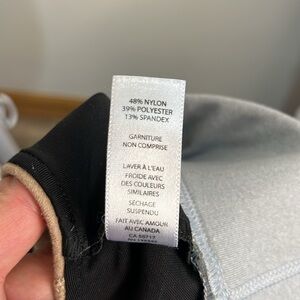 48% NYLON
39% POLYESTER
13% SPANDEX
GARNITURE
NON COMPRISE
LAVER À L'EAU
FROIDE AVEC
DES COULEURS
SIMILAIRES
SÉCHAGE
SUSPENDU
FAIT AVEC AMOUR
AU CANADA